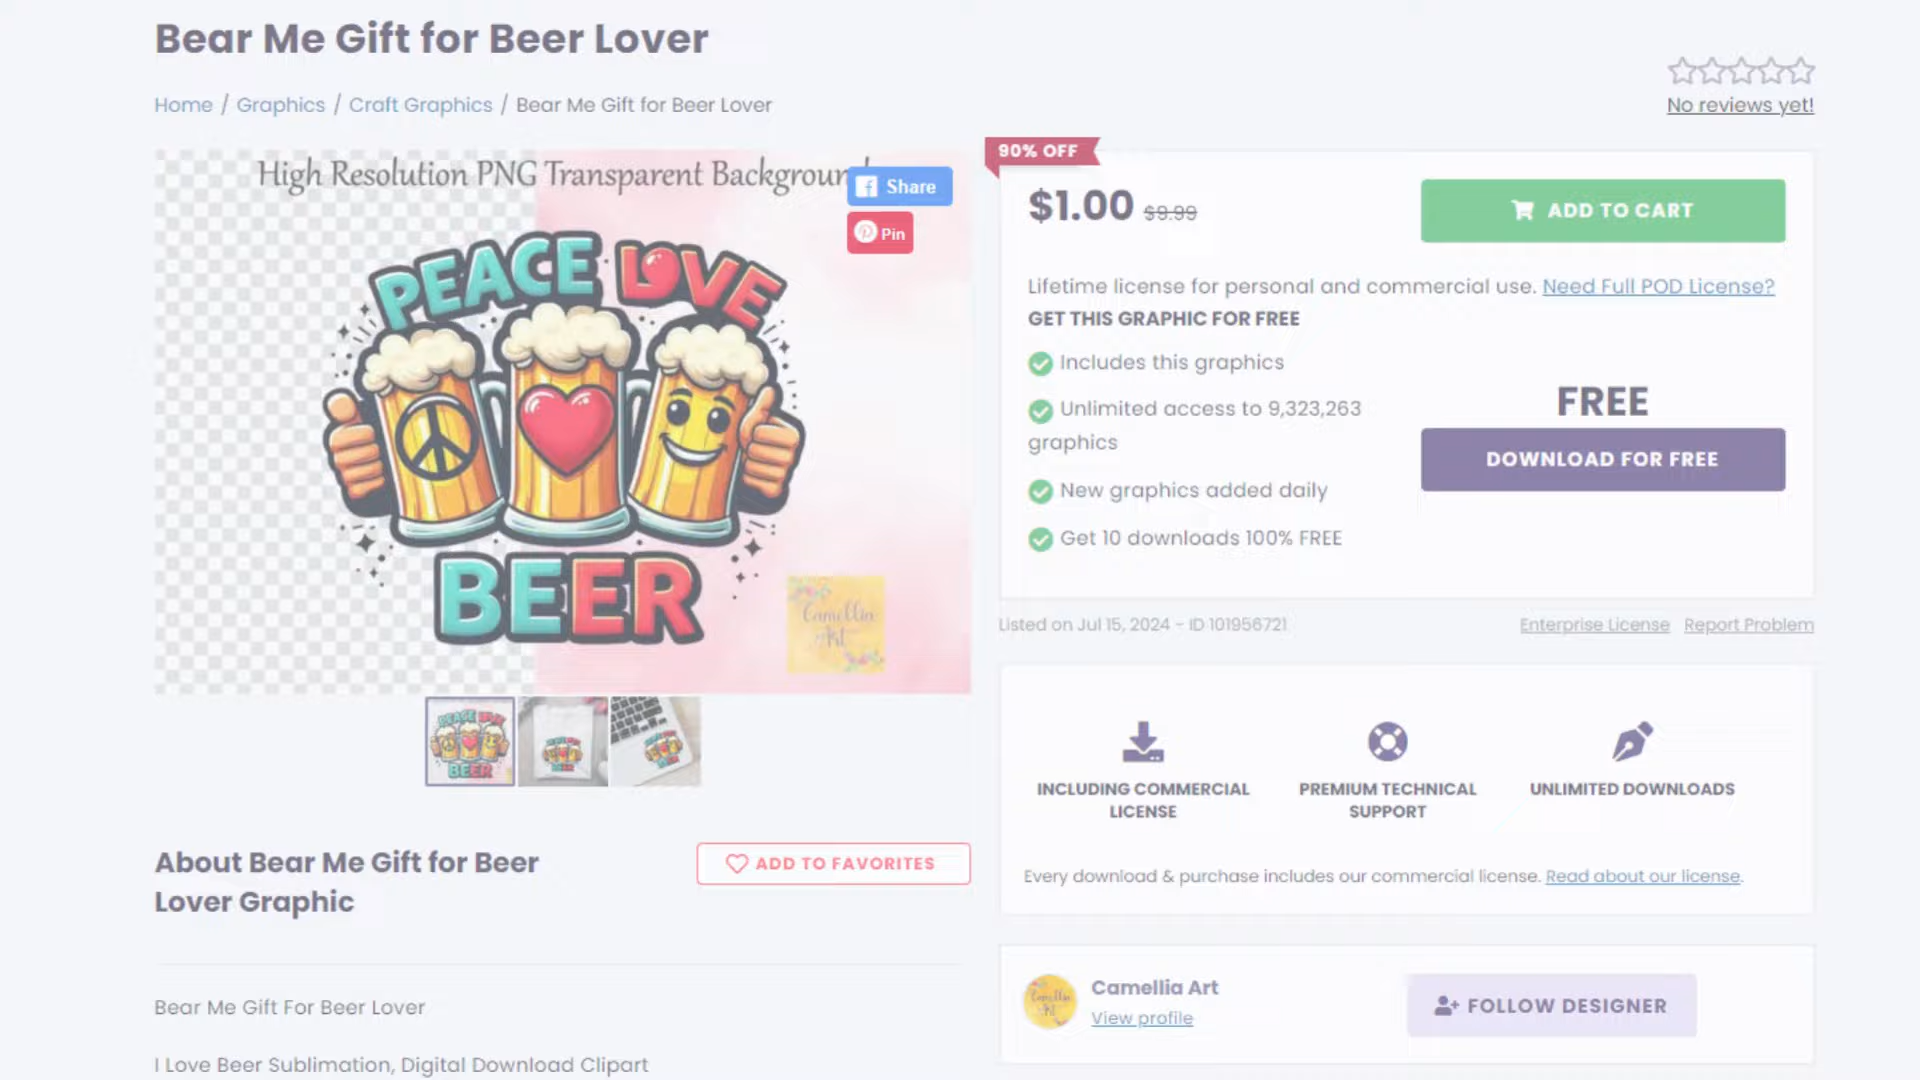 Bear Me Gift for Beer Lover
Home / Graphics / Craft Graphics / Bear Me Gift for Beer Lover
No reviews yet!
High Resolution PNG Transparent Background
Share
Pin
PEACE LOVE
BEER
Camellia
Art
90% OFF
$1.00 $9.99
ADD TO CART
Lifetime license for personal and commercial use. Need Full POD License?
GET THIS GRAPHIC FOR FREE
Includes this graphics
Unlimited access to 9,323,263
graphics
New graphics added daily
Get 10 downloads 100% FREE
FREE
DOWNLOAD FOR FREE
Listed on Jul 15, 2024 - ID 101956721
Enterprise License Report Problem
PEACE LOVE
BEER
INCLUDING COMMERCIAL
LICENSE
PREMIUM TECHNICAL
SUPPORT
UNLIMITED DOWNLOADS
Every download & purchase includes our commercial license. Read about our license.
About Bear Me Gift for Beer
Lover Graphic
ADD TO FAVORITES
Bear Me Gift For Beer Lover
I Love Beer Sublimation, Digital Download Clipart
Camellia
Art
Camellia Art
View profile
FOLLOW DESIGNER